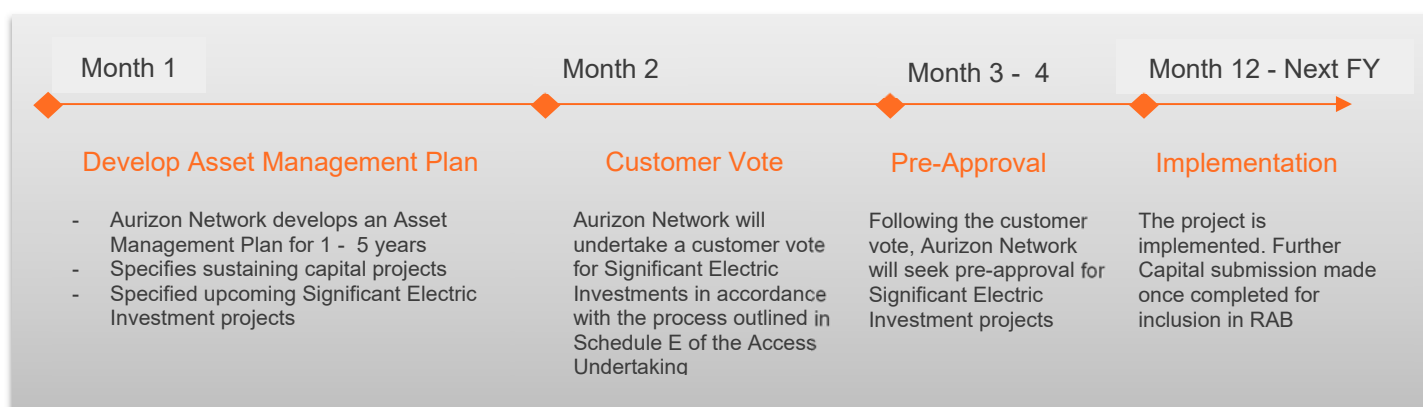 Month 1
Month 2
Month 3 - 4
Month 12 - Next FY
Develop Asset Management Plan
- Aurizon Network develops an Asset
Management Plan for 1 - 5 years
- Specifies sustaining capital projects
- Specified upcoming Significant Electric
Investment projects
Customer Vote
Aurizon Network will
undertake a customer vote
for Significant Electric
Investments in accordance
with the process outlined in
Schedule E of the Access
Undertaking
Pre-Approval
Following the customer
vote, Aurizon Network
will seek pre-approval for
Significant Electric
Investment projects
Implementation
The project is
implemented. Further
Capital submission made
once completed for
inclusion in RAB